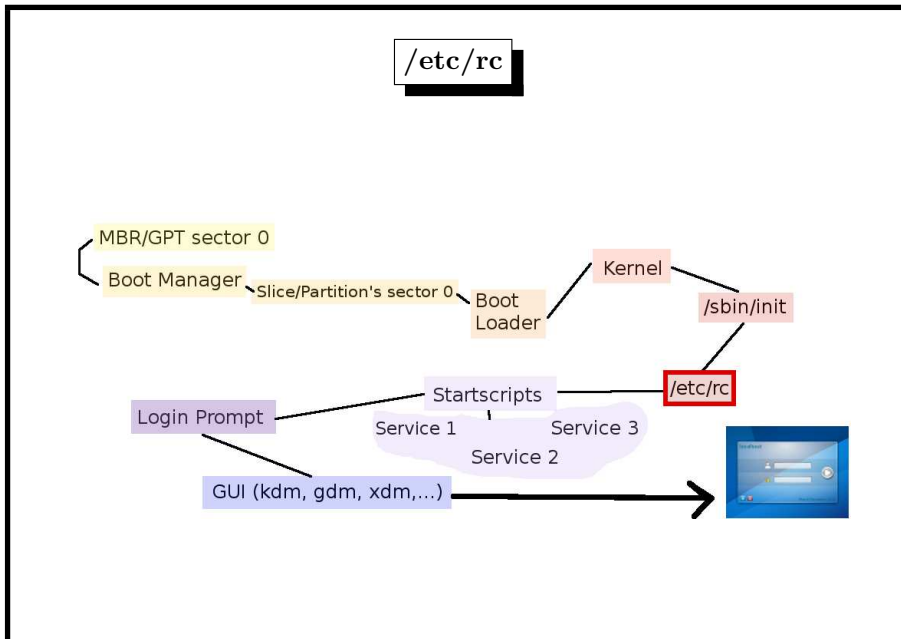 /etc/rc
MBR/GPT sector 0
Boot Manager
Slice/Partition's sector 0
Boot
Loader
Kernel
/sbin/init
/etc/rc
Startscripts
Service 1
Service 2
Service 3
Login Prompt
GUI (kdm, gdm, xdm,...)